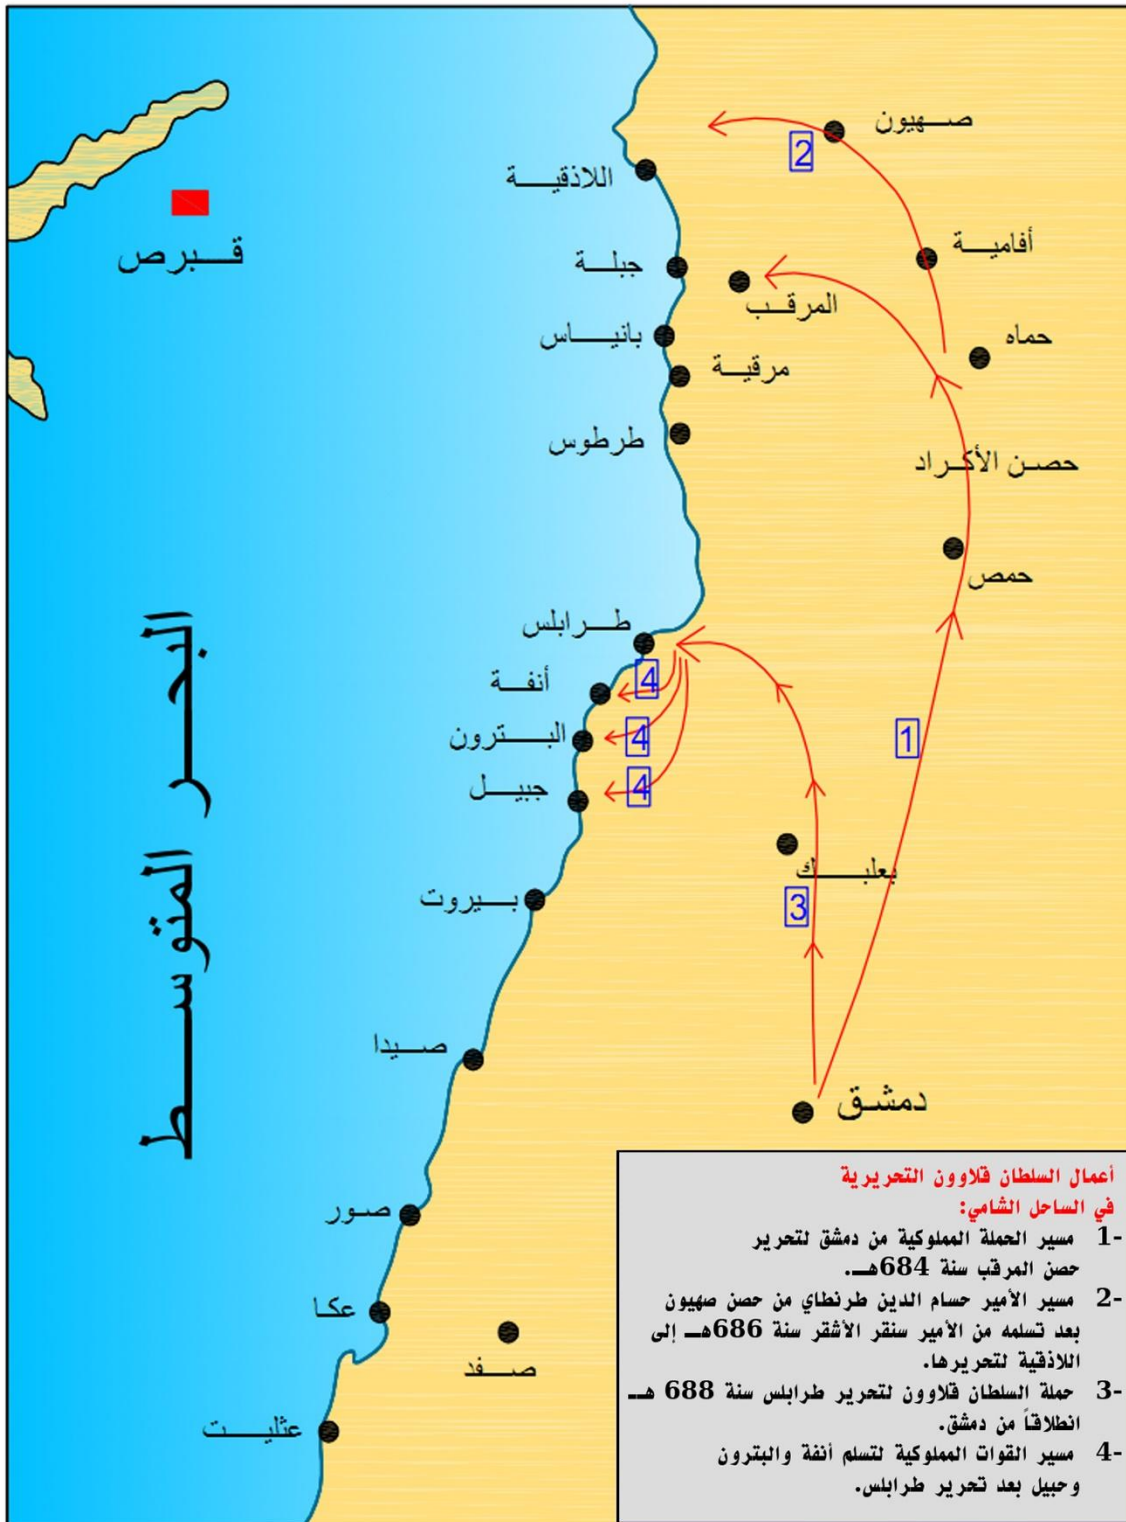 صهيون
2
اللاذقية
أفامية
قبرص
جبلة
المرقب
بانياس
حماه
مرقية
طرطوس
حصن الأكراد
حمص
طرابلس
أنفة
4
البترون
4
1
جبيل
4
بعلبك
3
بيروت
البحر المتوسط
صيدا
دمشق
صور
عكا
صفد
عثليت
أعمال السلطان قلاوون التحريرية
في الساحل الشامي:
1- مسير الحملة المملوكية من دمشق لتحرير
حصن المرقب سنة 684هـ.
2- مسير الأمير حسام الدين طرنطاي من حصن صهيون
بعد تسلمه من الأمير سنقر الأشقر سنة 686هـ إلى
اللاذقية لتحريرها.
3- حملة السلطان قلاوون لتحرير طرابلس سنة 688 هـ
انطلاقاً من دمشق.
4- مسير القوات المملوكية لتسلم أنفة والبترون
وحبيل بعد تحرير طرابلس.